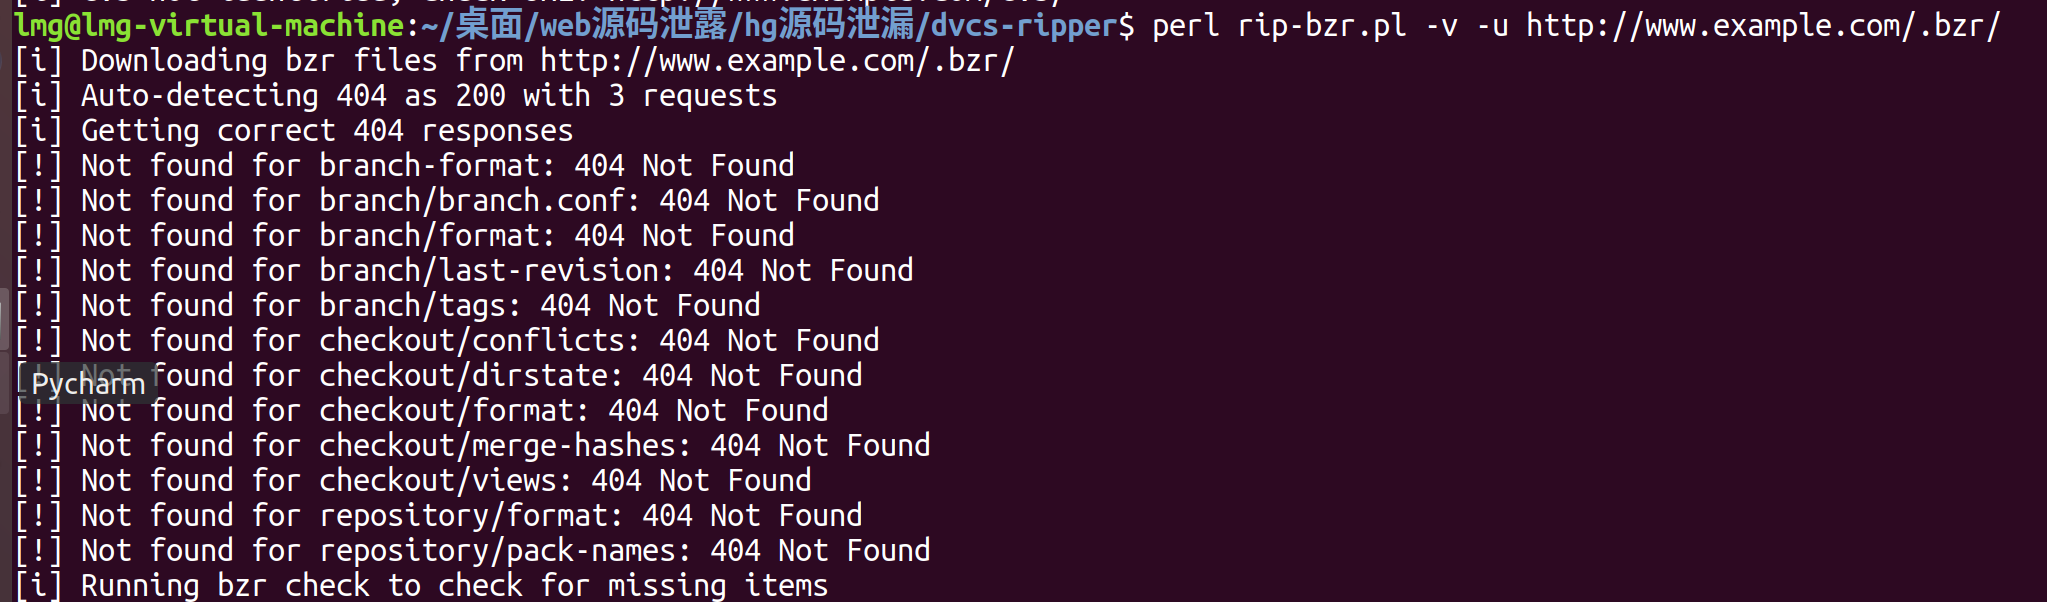 lmg@lmg-virtual-machine:~/桌面/web源码泄露/hg源码泄漏/dvcs-ripper$ perl rip-bzr.pl -v -u http://www.example.com/.bzr/
[i] Downloading bzr files from http://www.example.com/.bzr/
[i] Auto-detecting 404 as 200 with 3 requests
[i] Getting correct 404 responses
[!] Not found for branch-format: 404 Not Found
[!] Not found for branch/branch.conf: 404 Not Found
[!] Not found for branch/format: 404 Not Found
[!] Not found for branch/last-revision: 404 Not Found
[!] Not found for branch/tags: 404 Not Found
[!] Not found for checkout/conflicts: 404 Not Found
[!] Not found for checkout/dirstate: 404 Not Found
Pycharm
[!] Not found for checkout/format: 404 Not Found
[!] Not found for checkout/merge-hashes: 404 Not Found
[!] Not found for checkout/views: 404 Not Found
[!] Not found for repository/format: 404 Not Found
[!] Not found for repository/pack-names: 404 Not Found
[i] Running bzr check to check for missing items